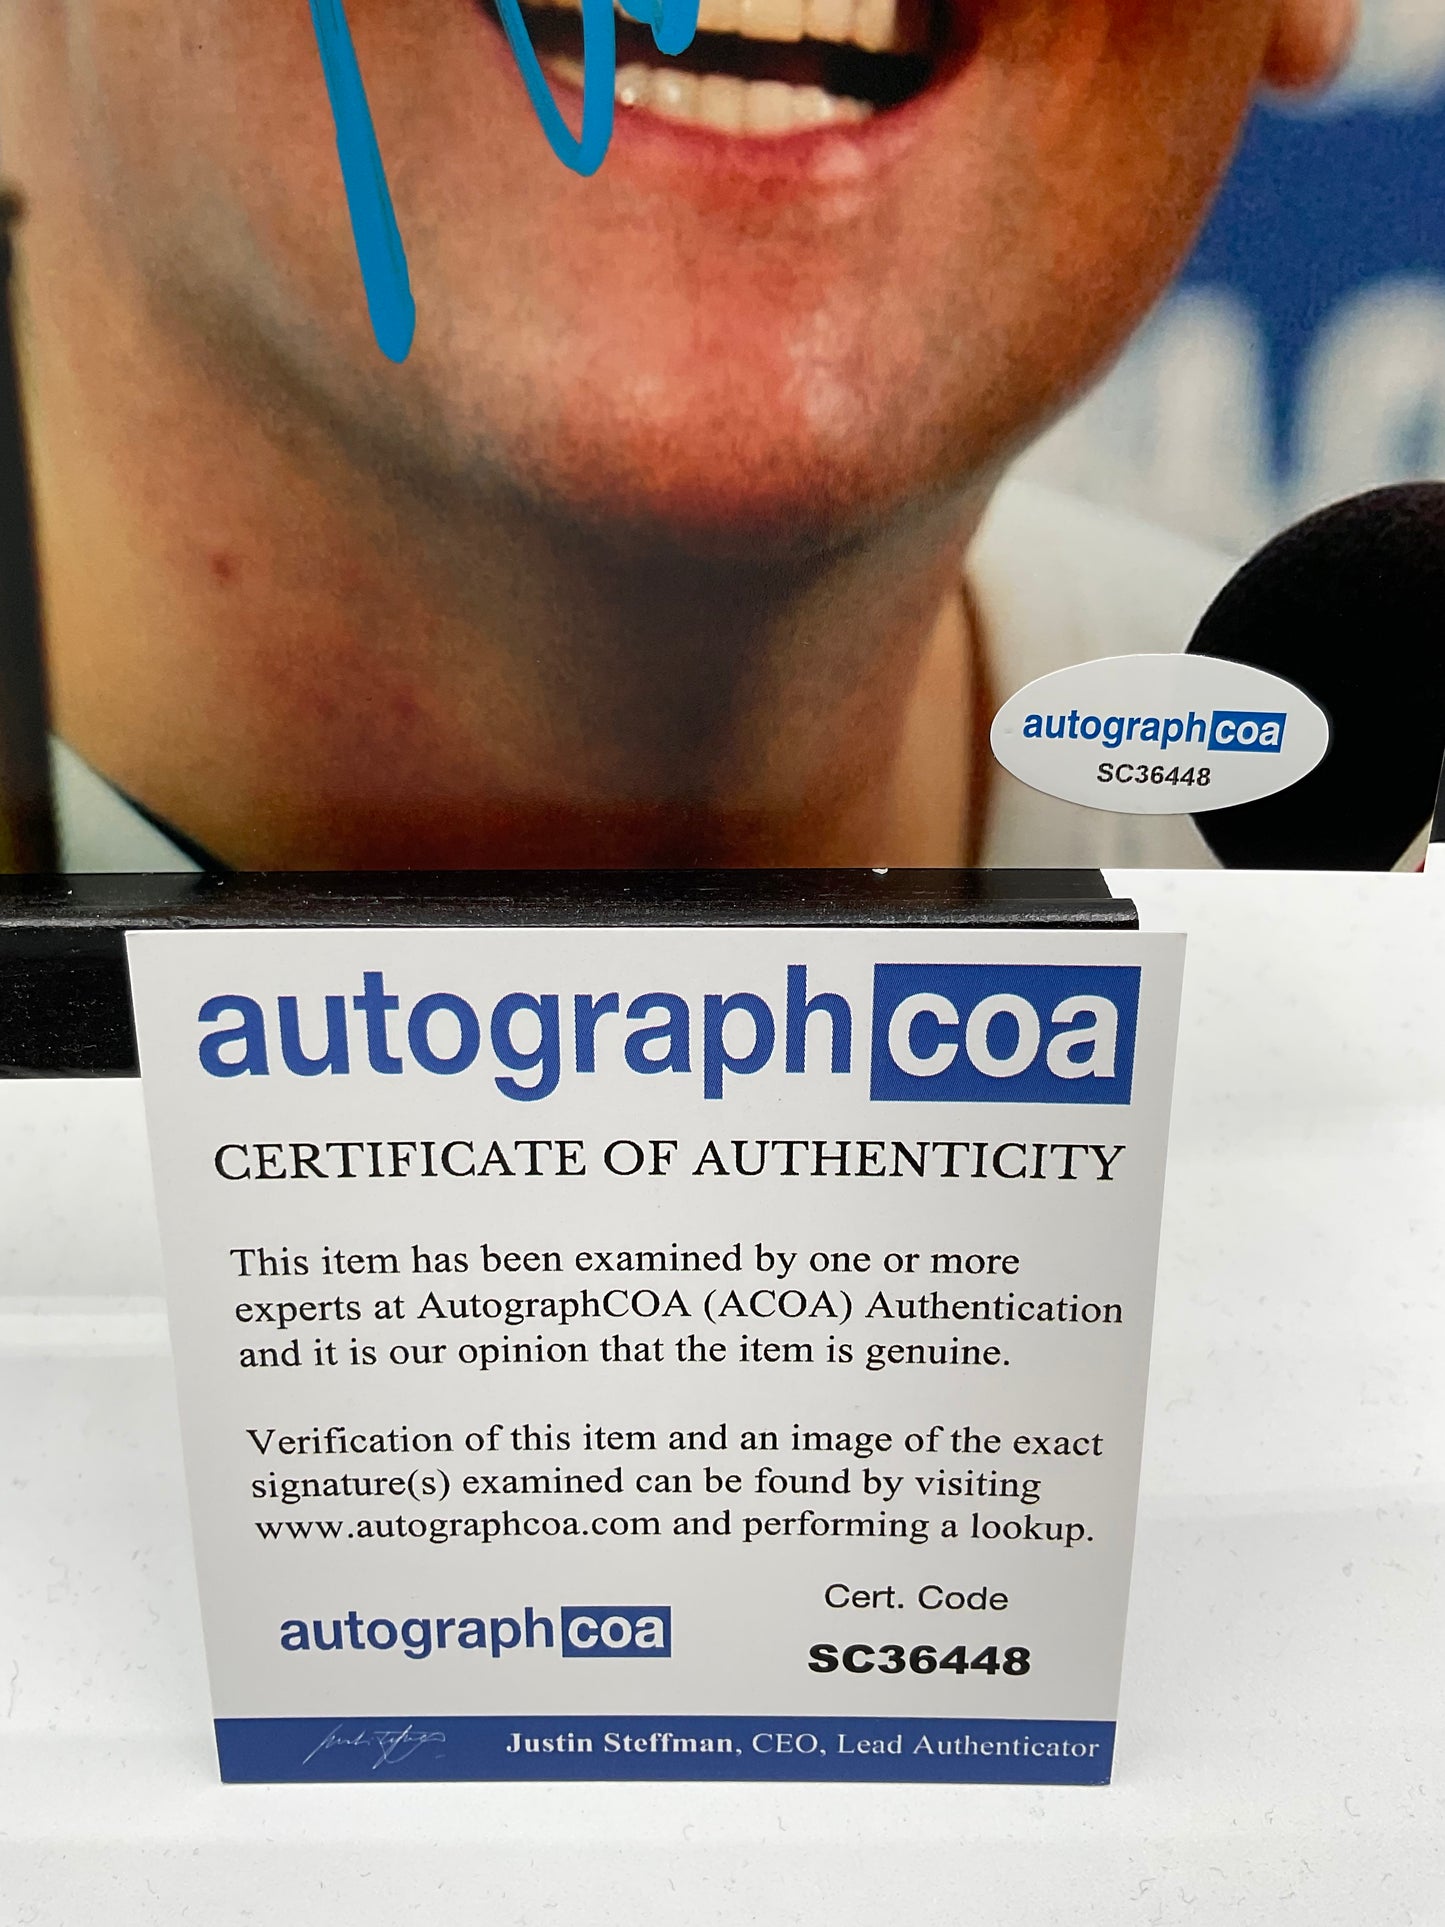 autographcoa
SC36448
autographcoa
CERTIFICATE OF AUTHENTICITY
This item has been examined by one or more
experts at AutographCOA (ACOA) Authentication
and it is our opinion that the item is genuine.
Verification of this item and an image of the exact
signature(s) examined can be found by visiting
www.autographcoa.com and performing a lookup.
Cert. Code
autographcoa
SC36448
Justin Steffman, CEO, Lead Authenticator